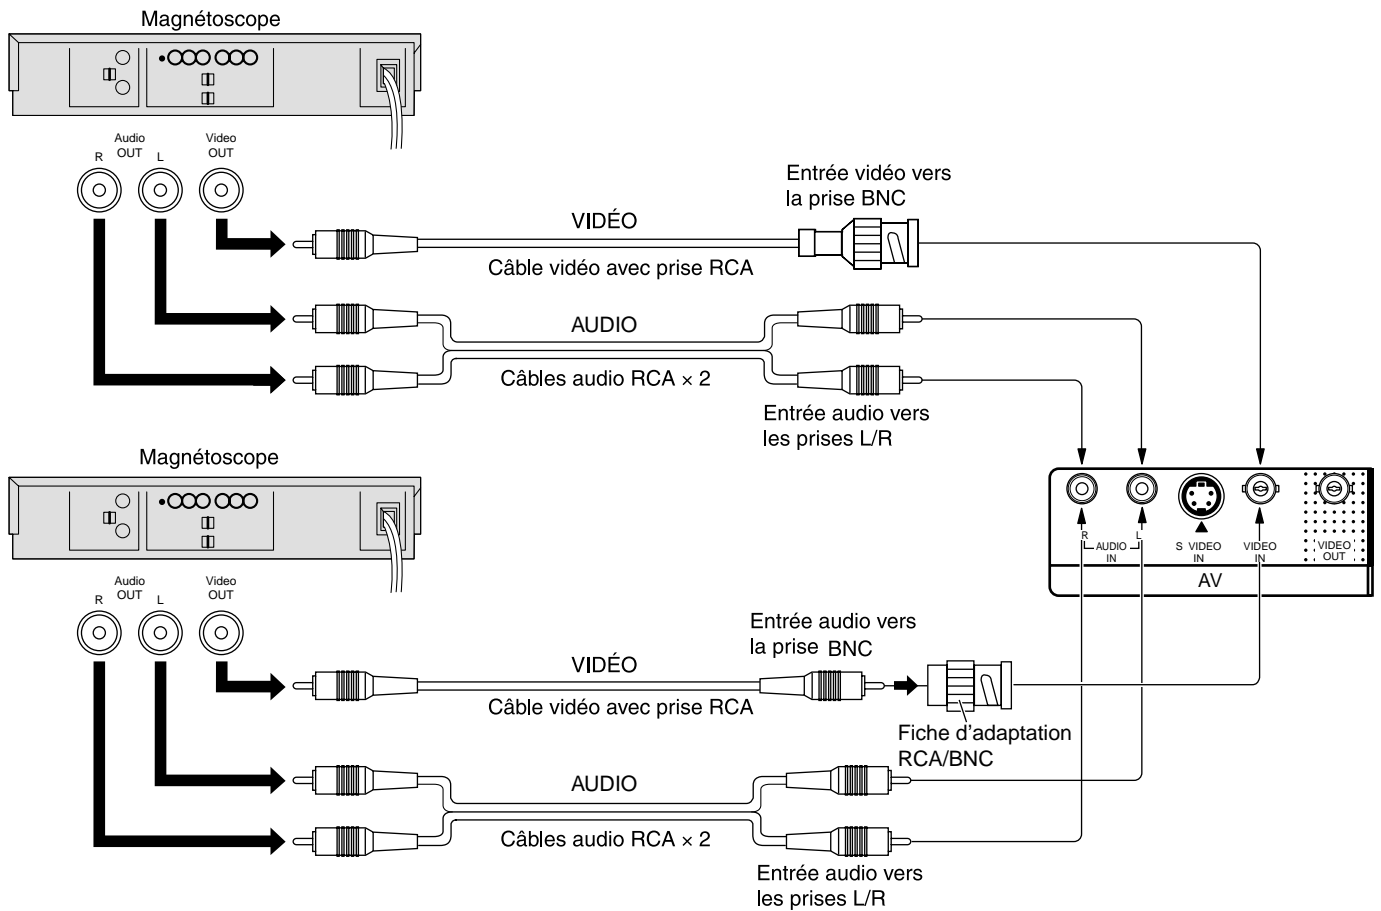 Magnétoscope
Audio
OUT
R
L
Video
OUT
VIDÉO
Câble vidéo avec prise RCA
Entrée vidéo vers
la prise BNC
AUDIO
Câbles audio RCA × 2
Entrée audio vers
les prises L/R
Magnétoscope
Audio
OUT
R
L
Video
OUT
R
L
AUDIO
IN
S VIDEO
IN
VIDEO
IN
VIDEO
OUT
AV
VIDÉO
Câble vidéo avec prise RCA
Entrée audio vers
la prise BNC
Fiche d'adaptation
RCA/BNC
AUDIO
Câbles audio RCA × 2
Entrée audio vers
les prises L/R